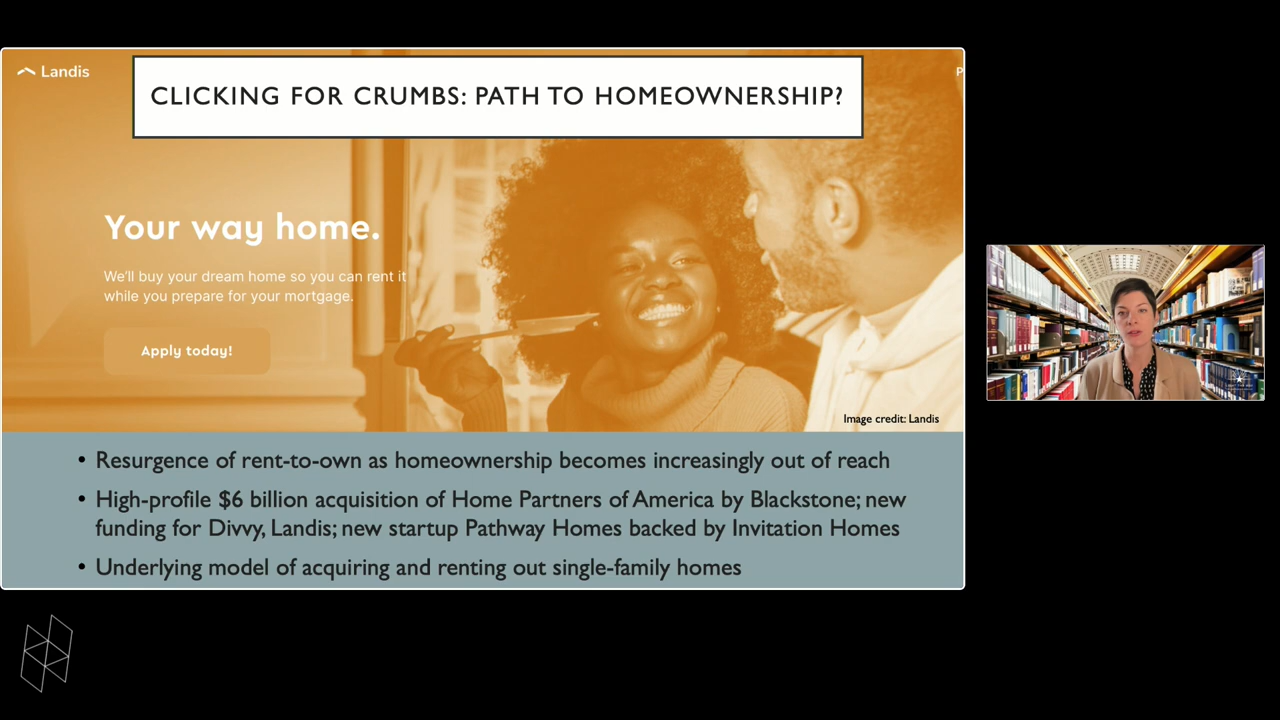 Landis
P
CLICKING FOR CRUMBS: PATH TO HOMEOWNERSHIP?
Your way home.
We'll buy your dream home so you can rent it
while you prepare for your mortgage.
Apply today!
Image credit: Landis
• Resurgence of rent-to-own as homeownership becomes increasingly out of reach
• High-profile $6 billion acquisition of Home Partners of America by Blackstone; new
funding for Divvy, Landis; new startup Pathway Homes backed by Invitation Homes
• Underlying model of acquiring and renting out single-family homes